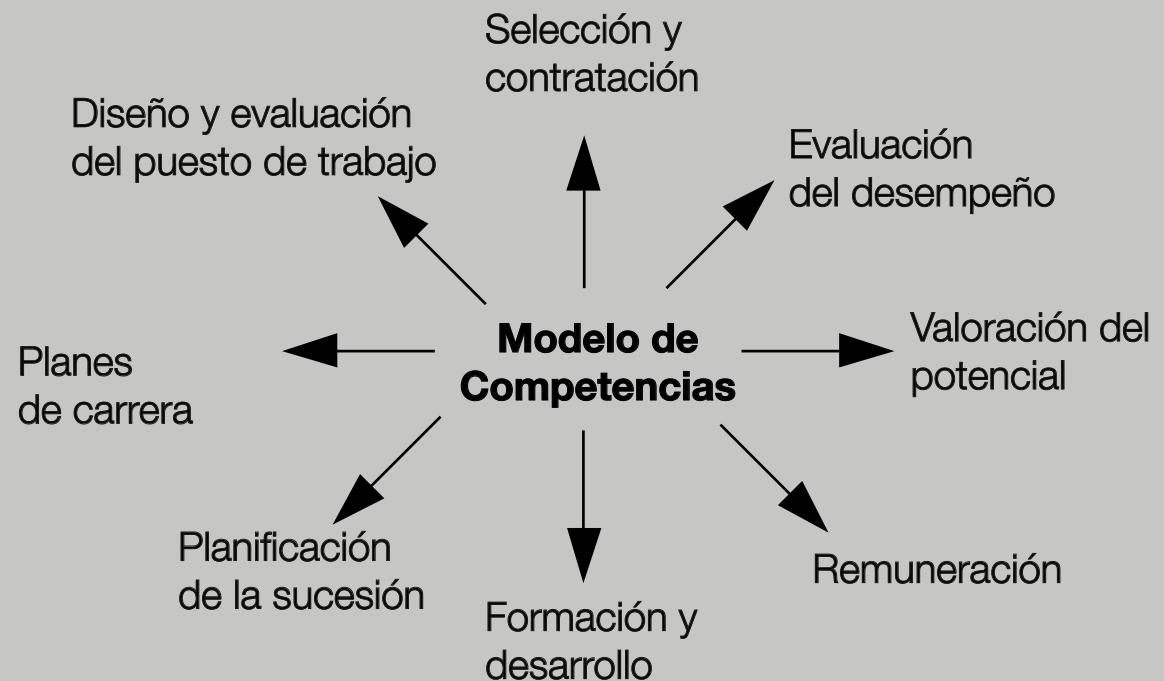 Selección y
contratación
Diseño y evaluación
del puesto de trabajo
Evaluación
del desempeño
Modelo de
Competencias
Valoración del
potencial
Planes
de carrera
Planificación
de la sucesión
Remuneración
Formación y
desarrollo